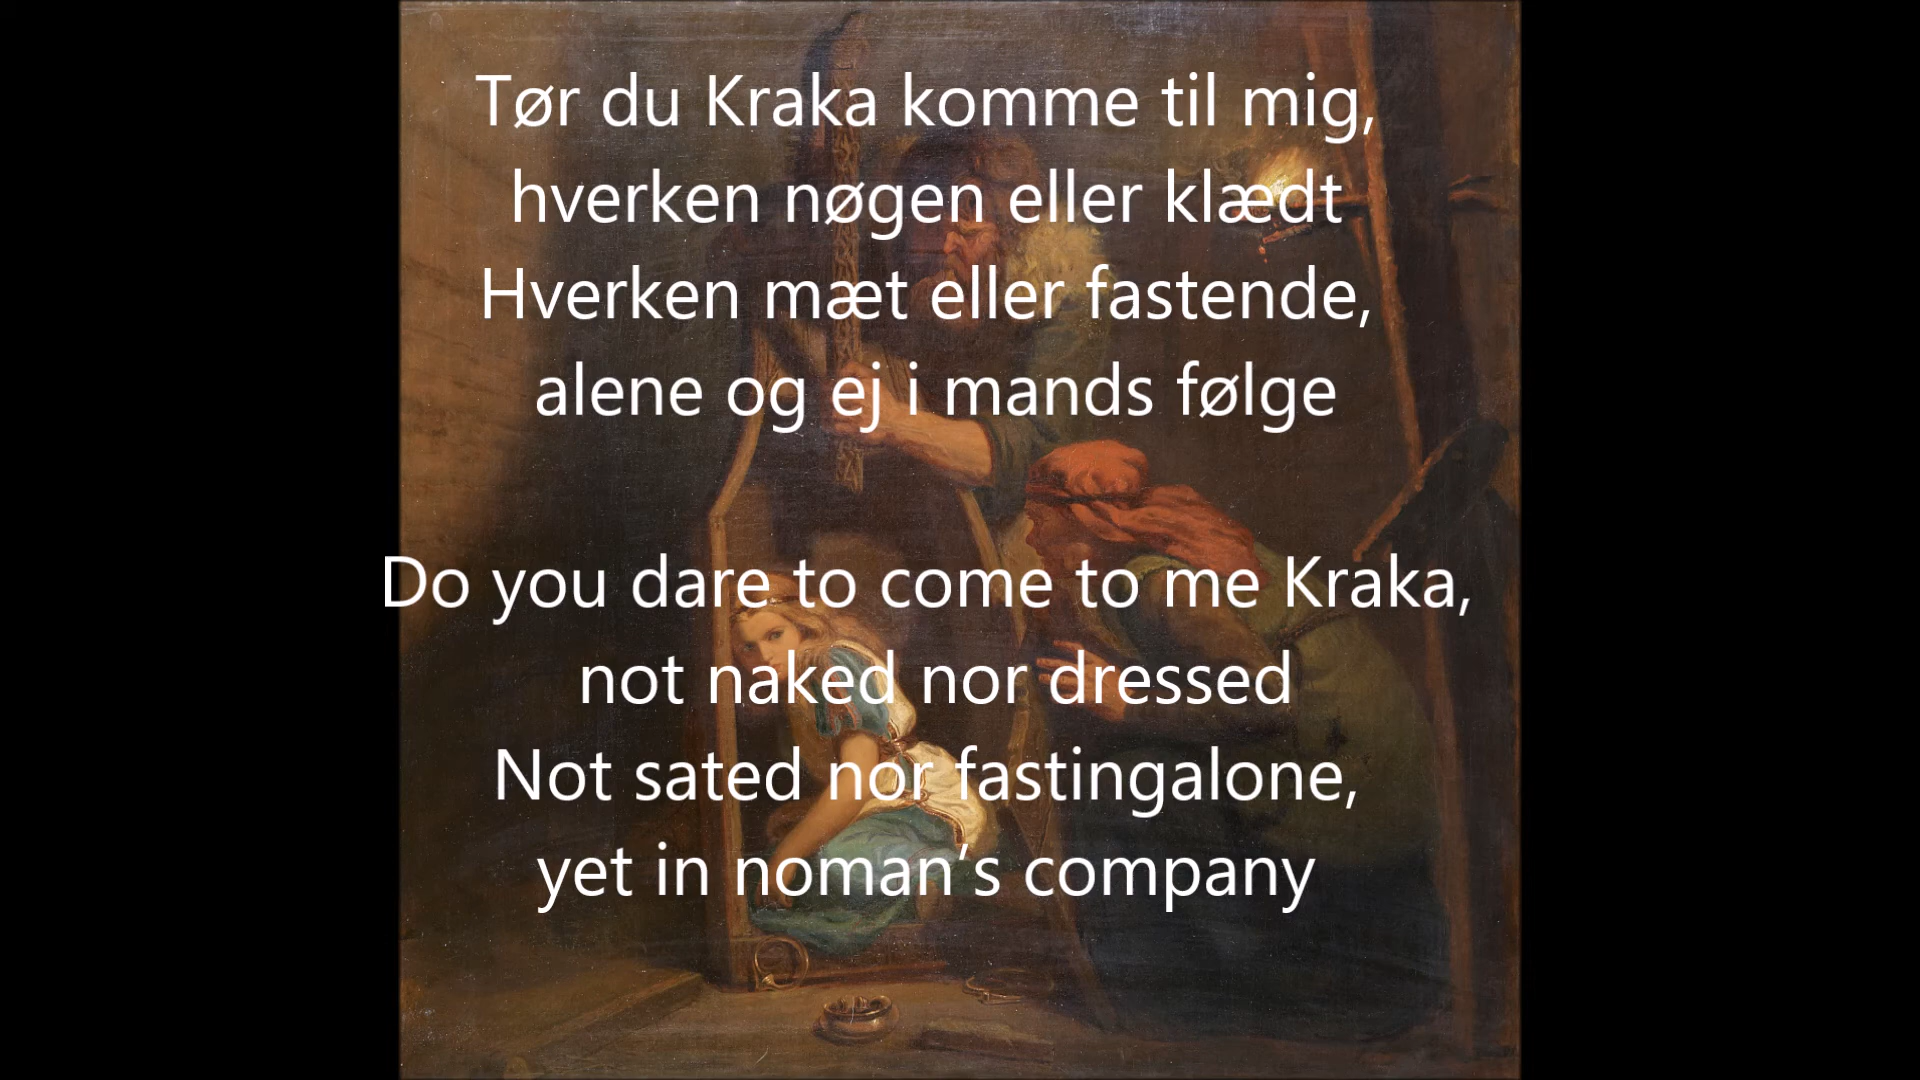 Tør du Kraka komme til mig,
hverken nøgen eller klædt
Hverken mæt eller fastende,
alene og ej i mands følge
Do you dare to come to me Kraka,
not naked nor dressed
Not sated nor fastingalone,
yet in noman’s company